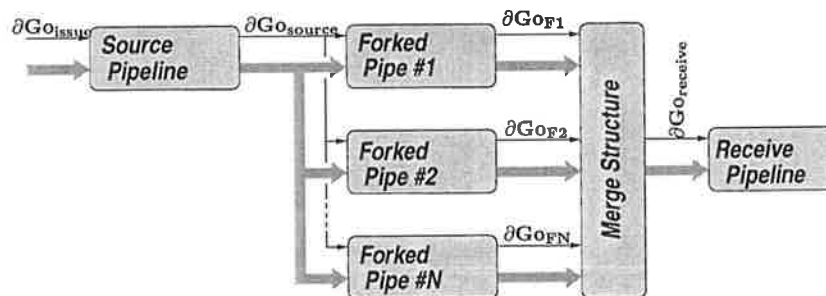 ∂Go_issue
Source Pipeline
∂Go_source
Forked Pipe #1
∂Go_F1
Forked Pipe #2
∂Go_F2
Forked Pipe #N
∂Go_FN
Merge Structure
∂Go_receive
Receive Pipeline